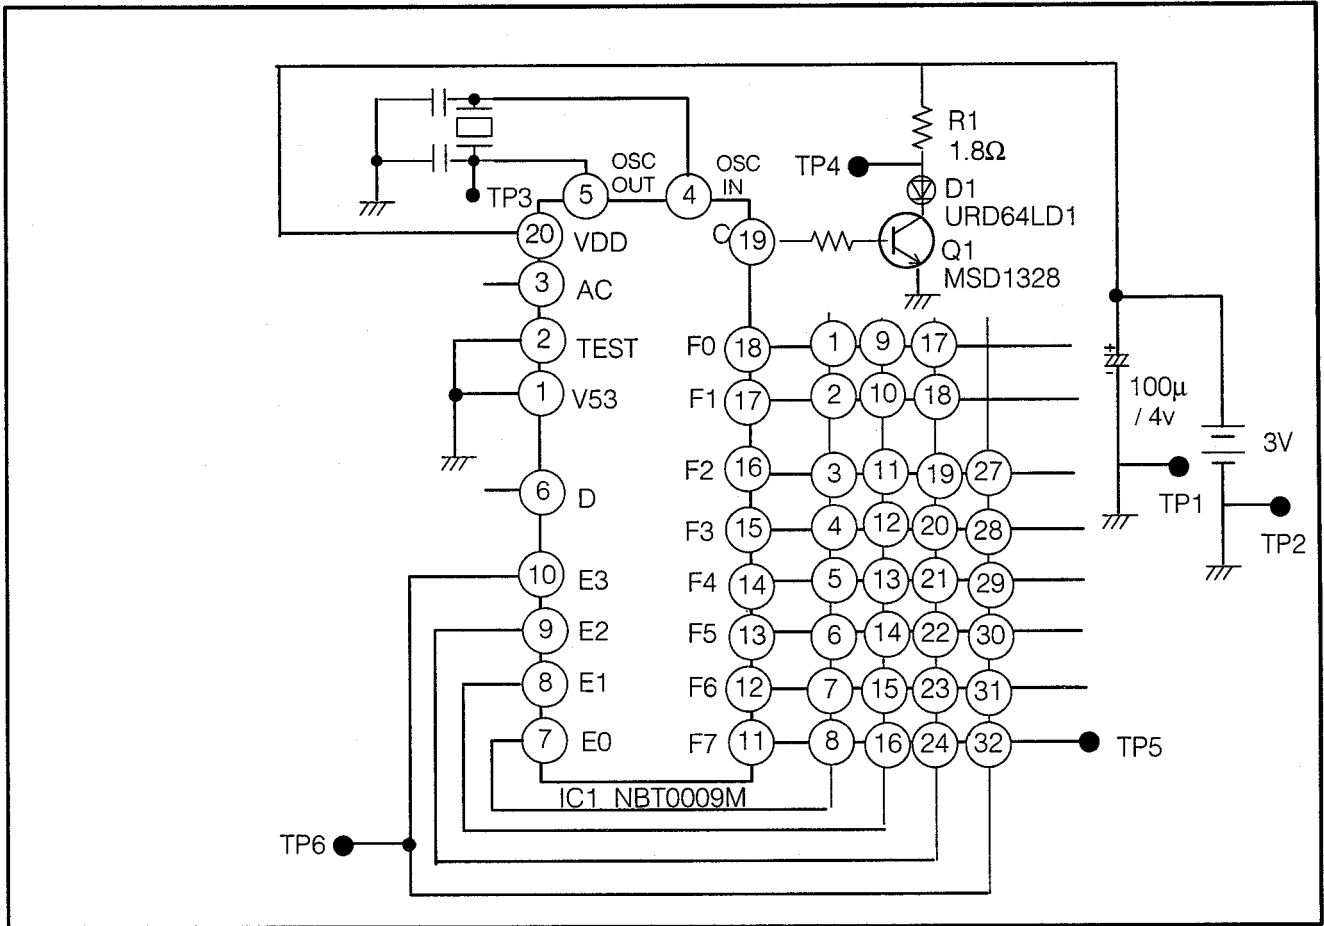 R1
1.8Ω
TP4
OSC
OUT
OSC
IN
TP3
5
4
D1
URD64LD1
20
VDD
C
19
Q1
MSD1328
3
AC
2
TEST
F0
18
1
9
17
+
-
100μ
/ 4v
1
V53
F1
17
2
10
18
3V
F2
16
3
11
19
27
TP1
6
D
F3
15
4
12
20
28
TP2
10
E3
F4
14
5
13
21
29
9
E2
F5
13
6
14
22
30
8
E1
F6
12
7
15
23
31
7
E0
F7
11
8
16
24
32
TP5
IC1 NBT0009M
TP6